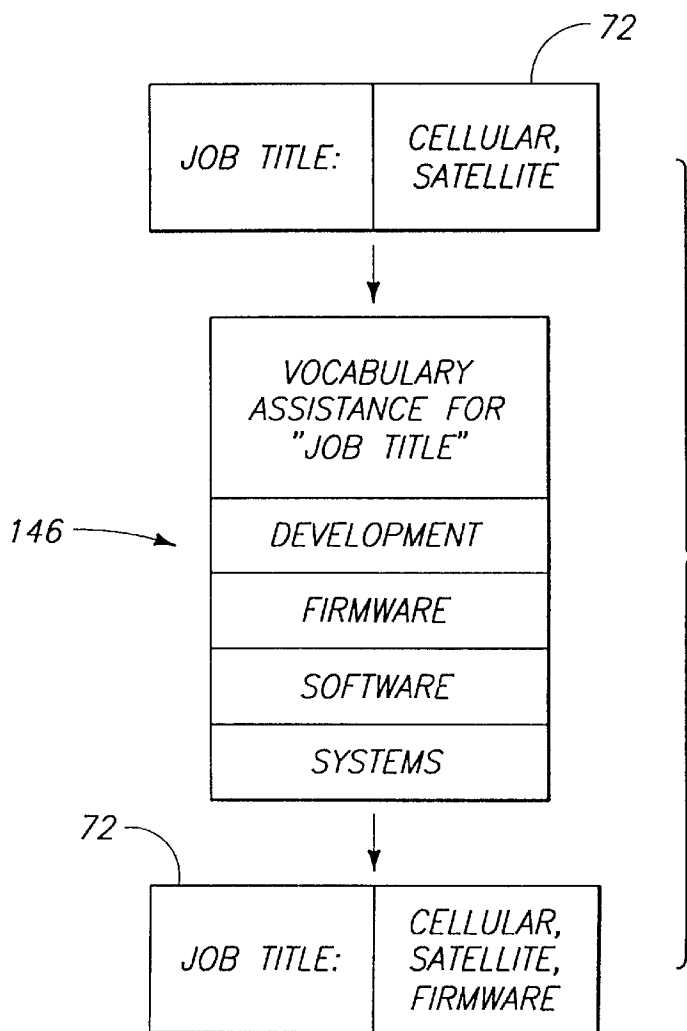 72
JOB TITLE:
CELLULAR,
SATELLITE
VOCABULARY
ASSISTANCE FOR
"JOB TITLE"
146
DEVELOPMENT
FIRMWARE
SOFTWARE
SYSTEMS
72
JOB TITLE:
CELLULAR,
SATELLITE,
FIRMWARE